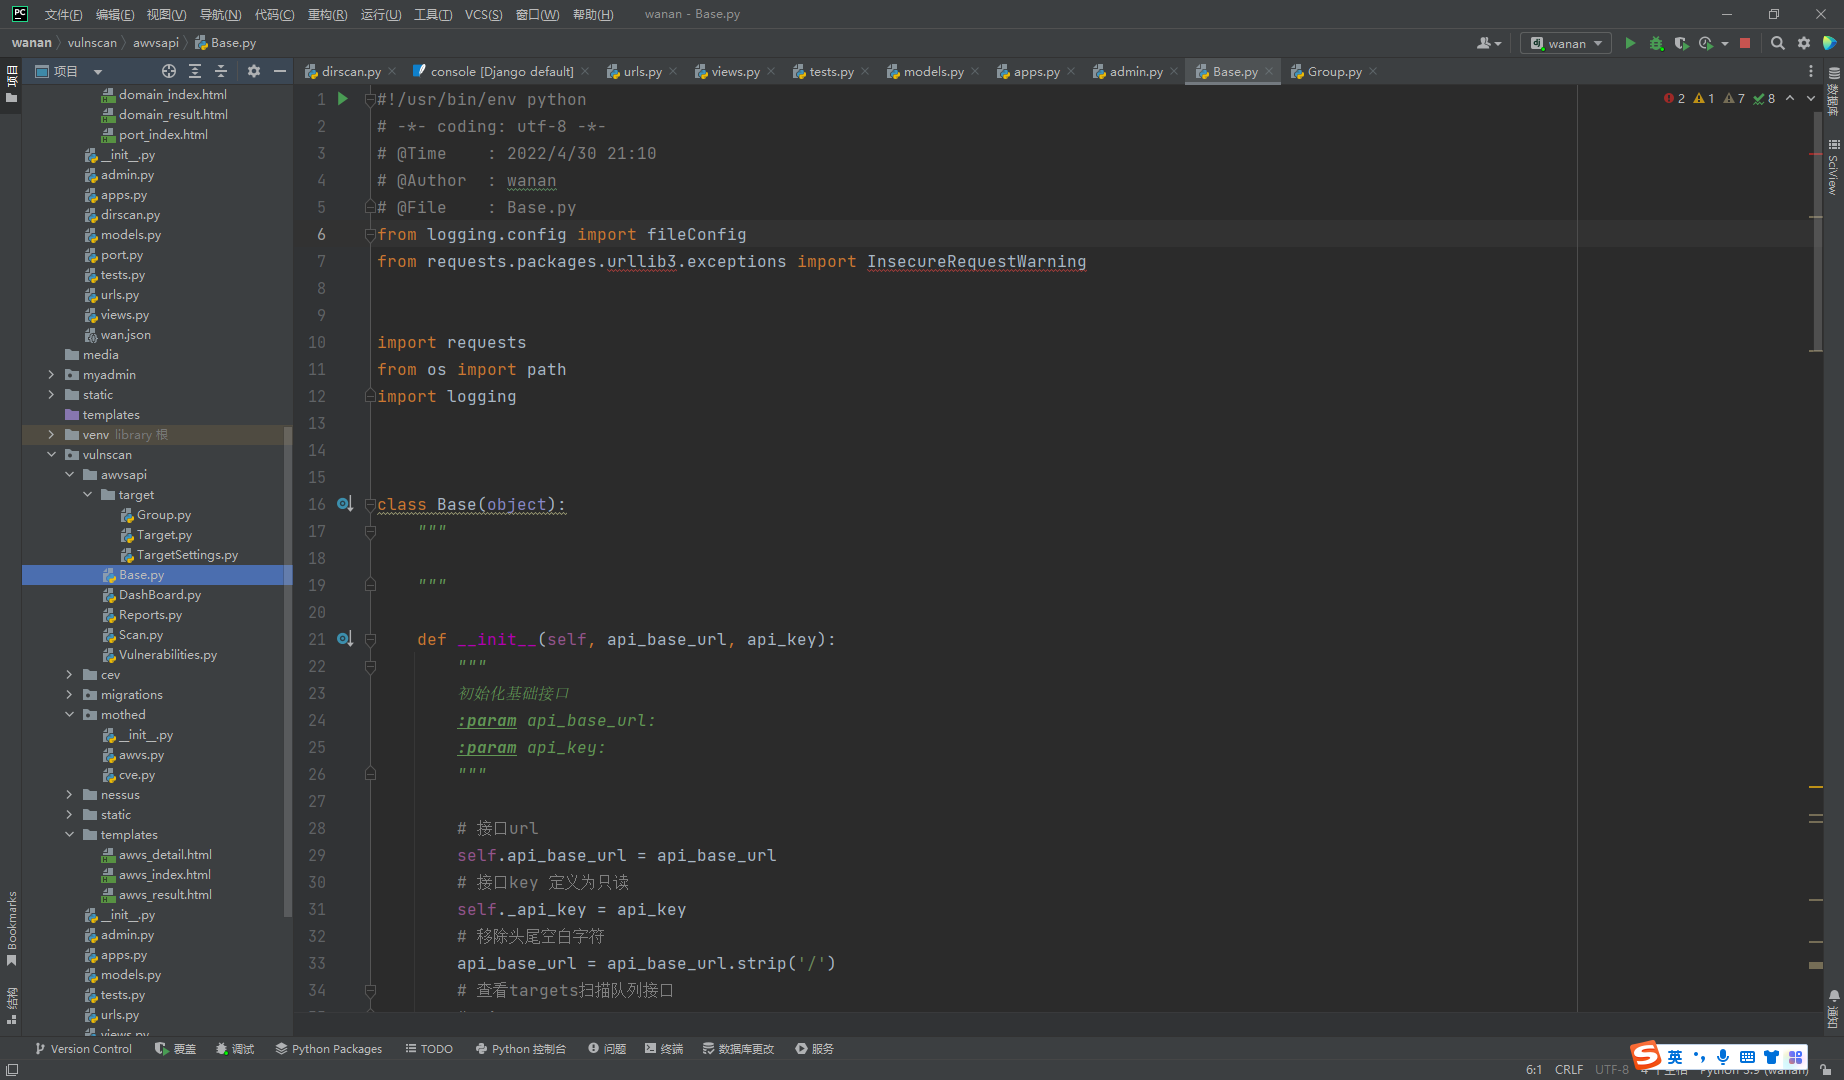 文件(F) 编辑(E) 视图(V) 导航(N) 代码(C) 重构(R) 运行(U) 工具(T) VCS(S) 窗口(W) 帮助(H) wanan - Base.py
wanan vulnscan awvsapi Base.py wanan
项目
dirscan.py console [Django default] urls.py views.py tests.py models.py apps.py admin.py Base.py Group.py
2 1 7 8
domain_index.html
domain_result.html
port_index.html
__init__.py
admin.py
apps.py
dirscan.py
models.py
port.py
tests.py
urls.py
views.py
wan.json
media
myadmin
static
templates
venv library 根
vulnscan
awvsapi
target
Group.py
Target.py
TargetSettings.py
Base.py
DashBoard.py
Reports.py
Scan.py
Vulnerabilities.py
cev
migrations
mothed
__init__.py
awvs.py
cve.py
nessus
static
templates
awvs_detail.html
awvs_index.html
awvs_result.html
__init__.py
admin.py
apps.py
models.py
tests.py
urls.py
views.py
1 #!/usr/bin/env python
2 # -*- coding: utf-8 -*-
3 # @Time    : 2022/4/30 21:10
4 # @Author  : wanan
5 # @File    : Base.py
6 from logging.config import fileConfig
7 from requests.packages.urllib3.exceptions import InsecureRequestWarning
8
9
10 import requests
11 from os import path
12 import logging
13
14
15
16 class Base(object):
17     """
18
19     """
20
21     def __init__(self, api_base_url, api_key):
22         """
23         初始化基础接口
24         :param api_base_url:
25         :param api_key:
26         """
27
28         # 接口url
29         self.api_base_url = api_base_url
30         # 接口key 定义为只读
31         self._api_key = api_key
32         # 移除头尾空白字符
33         api_base_url = api_base_url.strip('/')
34         # 查看targets扫描队列接口
项目
Bookmarks
结构
数据库
SciView
通知
Version Control 覆盖 调试 Python Packages TODO Python 控制台 问题 终端 数据库更改 服务
6:1 CRLF UTF-8
英